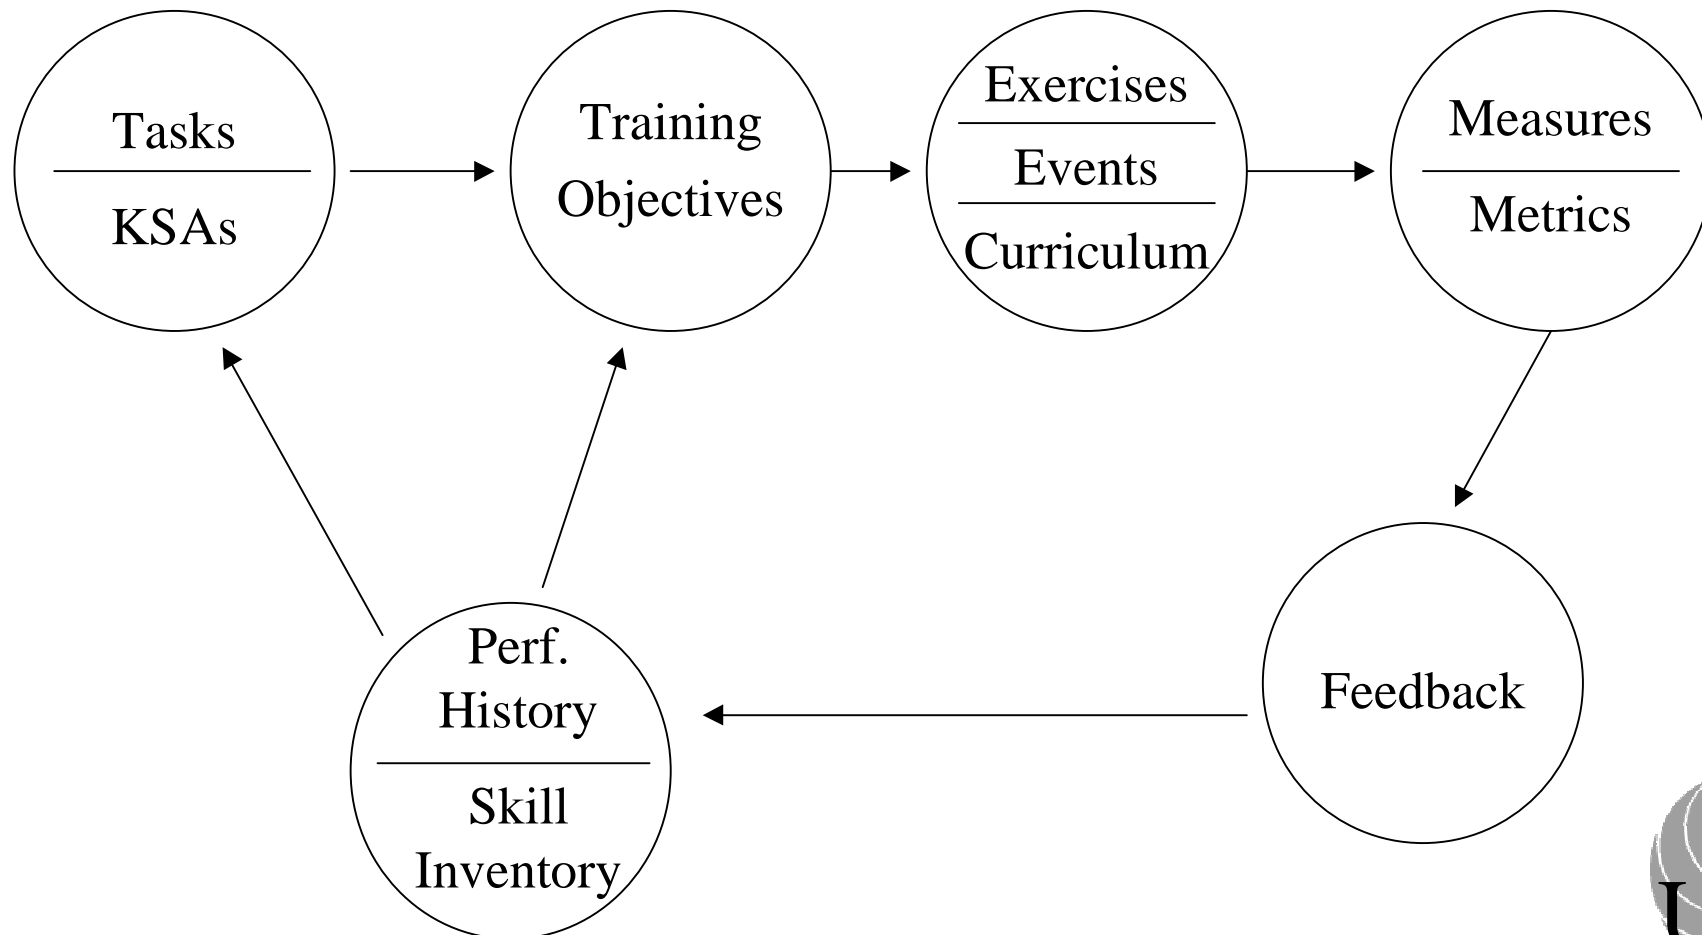 Tasks
KSAs
Training
Objectives
Exercises
Events
Curriculum
Measures
Metrics
Perf.
History
Skill
Inventory
Feedback